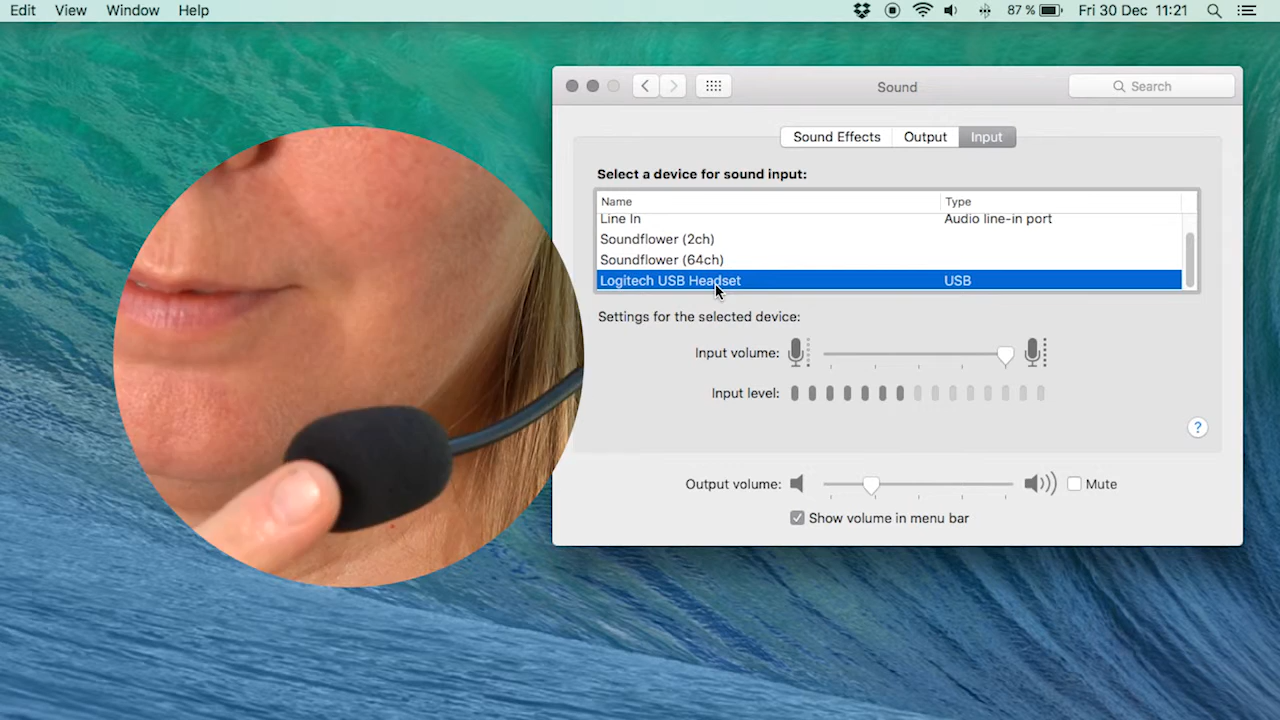 Edit View Window Help 87 % Fri 30 Dec 11:21
Sound Search
Sound Effects Output Input
Select a device for sound input:
Name Type
Line In Audio line-in port
Soundflower (2ch)
Soundflower (64ch)
Logitech USB Headset USB
Settings for the selected device:
Input volume:
Input level:
?
Output volume: Mute
Show volume in menu bar